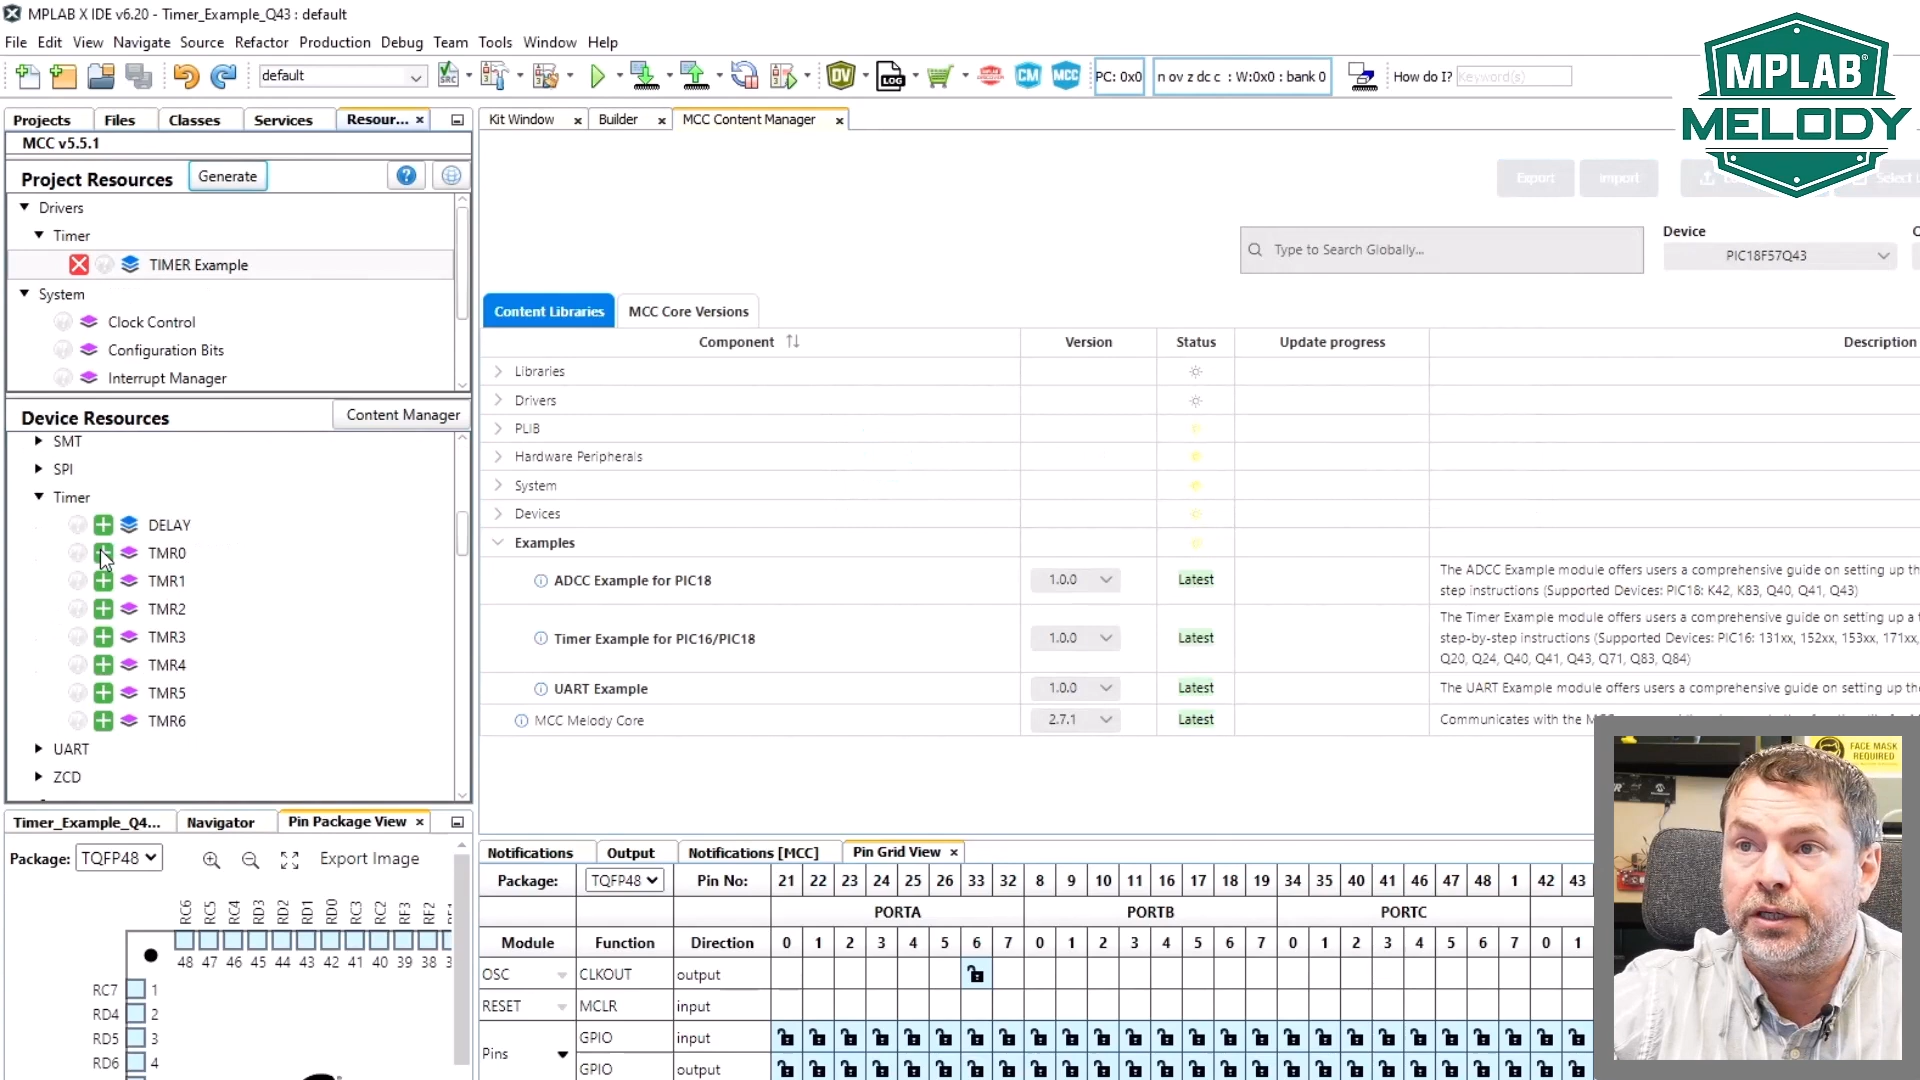 MPLAB X IDE v6.20 - Timer_Example_Q43 : default
File Edit View Navigate Source Refactor Production Debug Team Tools Window Help
default PC: 0x0 n ov z dc c : W:0x0 : bank 0 How do I? Keyword(s)
MPLAB®
MELODY
Projects Files Classes Services Resour...
Kit Window Builder MCC Content Manager
MCC v5.5.1
Project Resources Generate
Export Import
Drivers
Timer
TIMER Example
System
Clock Control
Configuration Bits
Interrupt Manager
Type to Search Globally...
Device
PIC18F57Q43
Device Resources Content Manager
SMT
SPI
Timer
DELAY
TMR0
TMR1
TMR2
TMR3
TMR4
TMR5
TMR6
UART
ZCD
Content Libraries MCC Core Versions
Component Version Status Update progress Description
Libraries
Drivers
PLIB
Hardware Peripherals
System
Devices
Examples
ADCC Example for PIC18 1.0.0 Latest The ADCC Example module offers users a comprehensive guide on setting up the
step instructions (Supported Devices: PIC18: K42, K83, Q40, Q41, Q43)
Timer Example for PIC16/PIC18 1.0.0 Latest The Timer Example module offers users a comprehensive guide on setting up a t
step-by-step instructions (Supported Devices: PIC16: 131xx, 152xx, 153xx, 171xx,
Q20, Q24, Q40, Q41, Q43, Q71, Q83, Q84)
UART Example 1.0.0 Latest The UART Example module offers users a comprehensive guide on setting up the
MCC Melody Core 2.7.1 Latest Communicates with the M
FACE MASK
REQUIRED
Timer_Example_Q4... Navigator Pin Package View
Package: TQFP48 Export Image
RC6 RC5 RC4 RD3 RD2 RD1 RD0 RC3 RC2 RF3 RF2
48 47 46 45 44 43 42 41 40 39 38
RC7 1
RD4 2
RD5 3
RD6 4
Notifications Output Notifications [MCC] Pin Grid View
Package: TQFP48 Pin No: 21 22 23 24 25 26 33 32 8 9 10 11 16 17 18 19 34 35 40 41 46 47 48 1 42 43
PORTA PORTB PORTC
Module Function Direction 0 1 2 3 4 5 6 7 0 1 2 3 4 5 6 7 0 1 2 3 4 5 6 7 0 1
OSC CLKOUT output
RESET MCLR input
Pins GPIO input
GPIO output